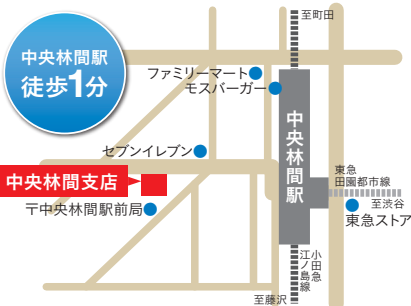 至町田
中央林間駅
徒歩1分
ファミリーマート
モスバーガー
中央林間駅
セブンイレブン
東急
田園都市線
中央林間支店
至渋谷
〒中央林間駅前局
東急ストア
小田急
江ノ島線
至藤沢